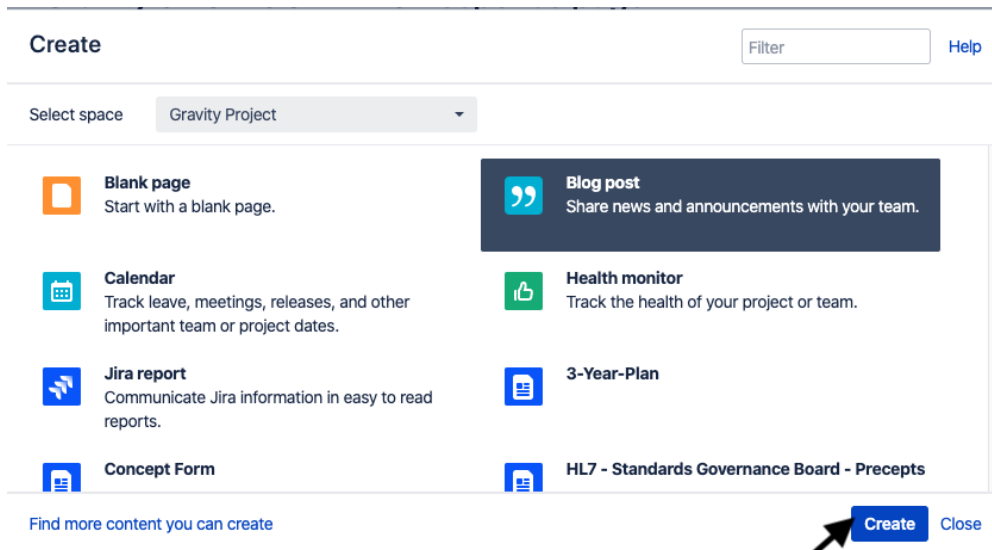 Create
Filter
Help
Select space
Gravity Project
Blank page
Start with a blank page.
Blog post
Share news and announcements with your team.
Calendar
Track leave, meetings, releases, and other
important team or project dates.
Health monitor
Track the health of your project or team.
Jira report
Communicate Jira information in easy to read
reports.
3-Year-Plan
Concept Form
HL7 - Standards Governance Board - Precepts
Find more content you can create
Create
Close